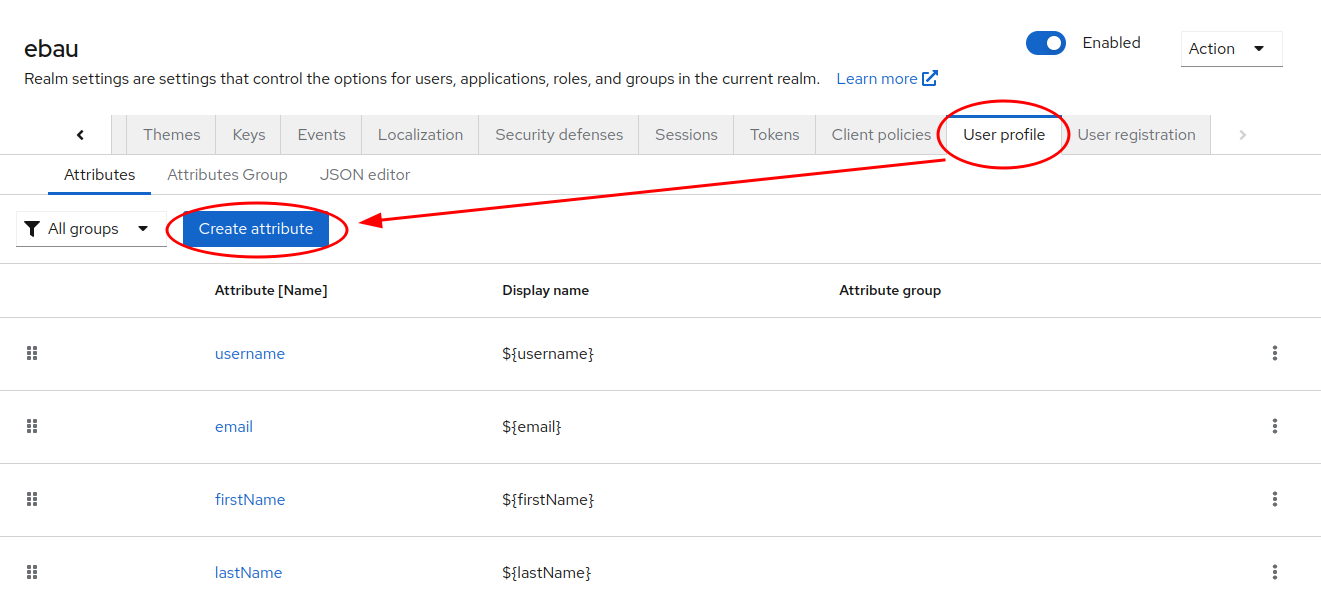 ebau
Enabled
Action
Realm settings are settings that control the options for users, applications, roles, and groups in the current realm. Learn more
Themes Keys Events Localization Security defenses Sessions Tokens Client policies User profile User registration
Attributes Attributes Group JSON editor
All groups Create attribute
Attribute [Name] Display name Attribute group
username ${username}
email ${email}
firstName ${firstName}
lastName ${lastName}